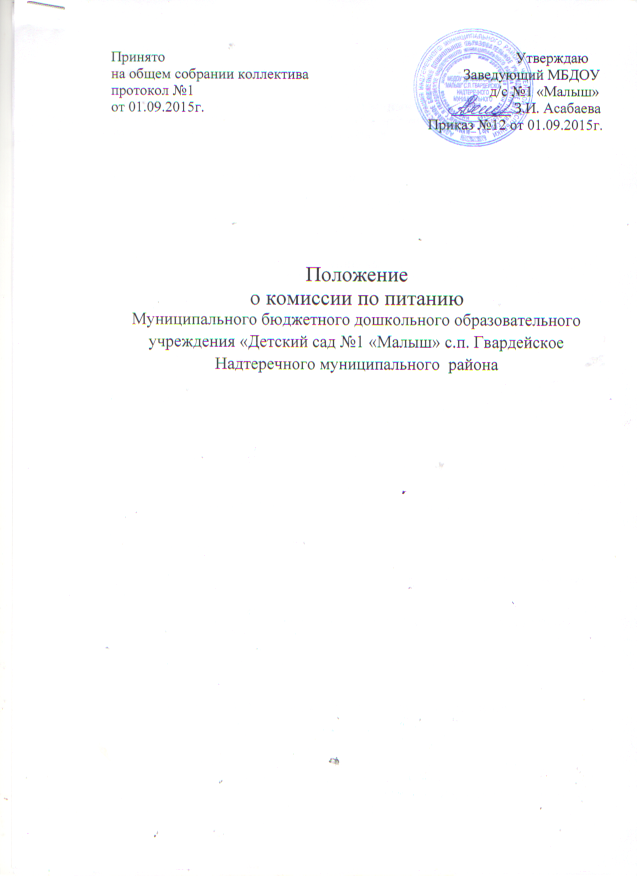 Принято
на общем собрании коллектива
протокол №1
от 01.09.2015г.
Утверждаю
Заведующий МБДОУ
д/с №1 «Малыш»
З.И. Асабаева
Приказ №12 от 01.09.2015г.
Положение
о комиссии по питанию
Муниципального бюджетного дошкольного образовательного
учреждения «Детский сад №1 «Малыш» с.п. Гвардейское
Надтеречного муниципального района